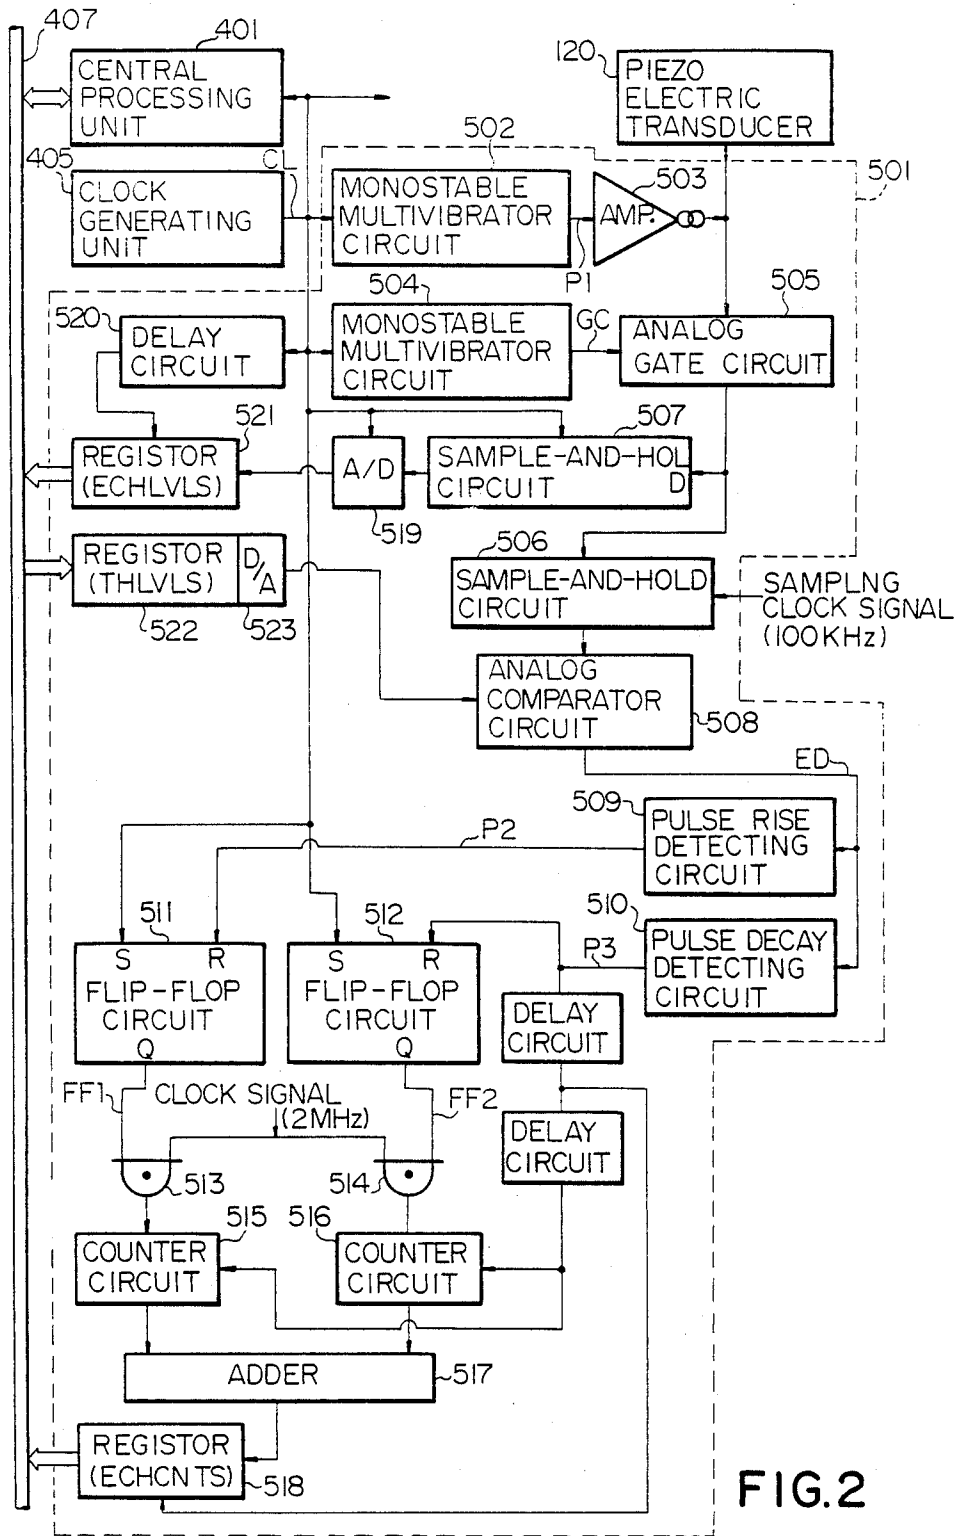 407
401
CENTRAL
PROCESSING
UNIT
120
PIEZO
ELECTRIC
TRANSDUCER
405
CLOCK
GENERATING
UNIT
CL
502
MONOSTABLE
MULTIVIBRATOR
CIRCUIT
503
AMP.
501
P1
520
DELAY
CIRCUIT
504
MONOSTABLE
MULTIVIBRATOR
CIRCUIT
GC
505
ANALOG
GATE CIRCUIT
521
REGISTOR
(ECHLVLS)
A/D
519
507
SAMPLE-AND-HOL
CIPCUIT D
REGISTOR
(THLVLS)
D/A
522
523
506
SAMPLE-AND-HOLD
CIRCUIT
SAMPLNG
CLOCK SIGNAL
(100KHz)
ANALOG
COMPARATOR
CIRCUIT
508
ED
509
PULSE RISE
DETECTING
CIRCUIT
P2
510
PULSE DECAY
DETECTING
CIRCUIT
P3
511
S R
FLIP-FLOP
CIRCUIT
Q
512
S R
FLIP-FLOP
CIRCUIT
Q
DELAY
CIRCUIT
FF1
CLOCK SIGNAL
(2MHz)
FF2
DELAY
CIRCUIT
513
514
515
COUNTER
CIRCUIT
516
COUNTER
CIRCUIT
ADDER
517
REGISTOR
(ECHCNTS)
518
FIG.2